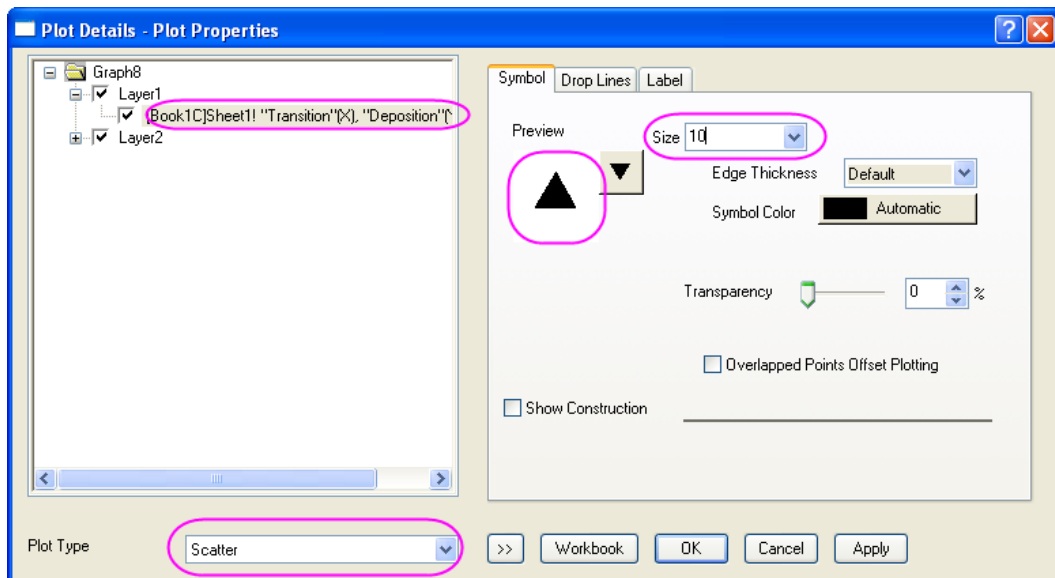 Plot Details - Plot Properties
Graph8
Layer1
[Book1C]Sheet1! "Transition"(X), "Deposition"(Y
Layer2
Symbol Drop Lines Label
Preview
Size 10
Edge Thickness Default
Symbol Color Automatic
Transparency 0 %
Overlapped Points Offset Plotting
Show Construction
Plot Type Scatter >> Workbook OK Cancel Apply